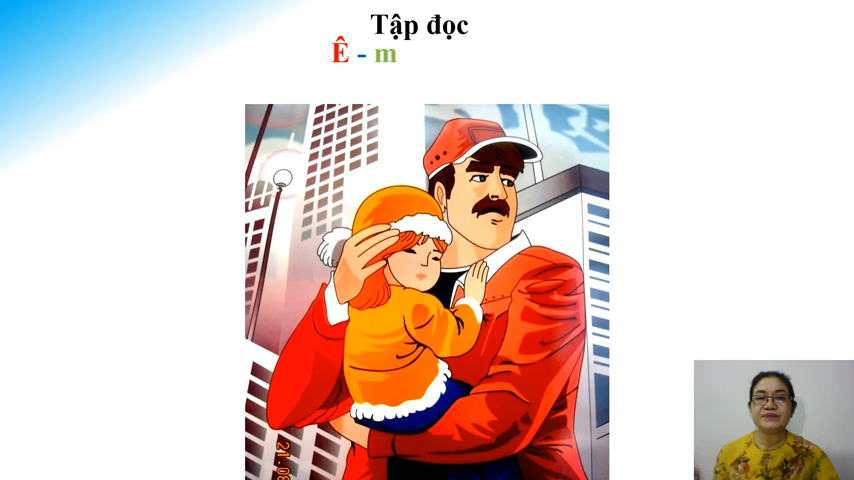 Tập đọc
Ê - m